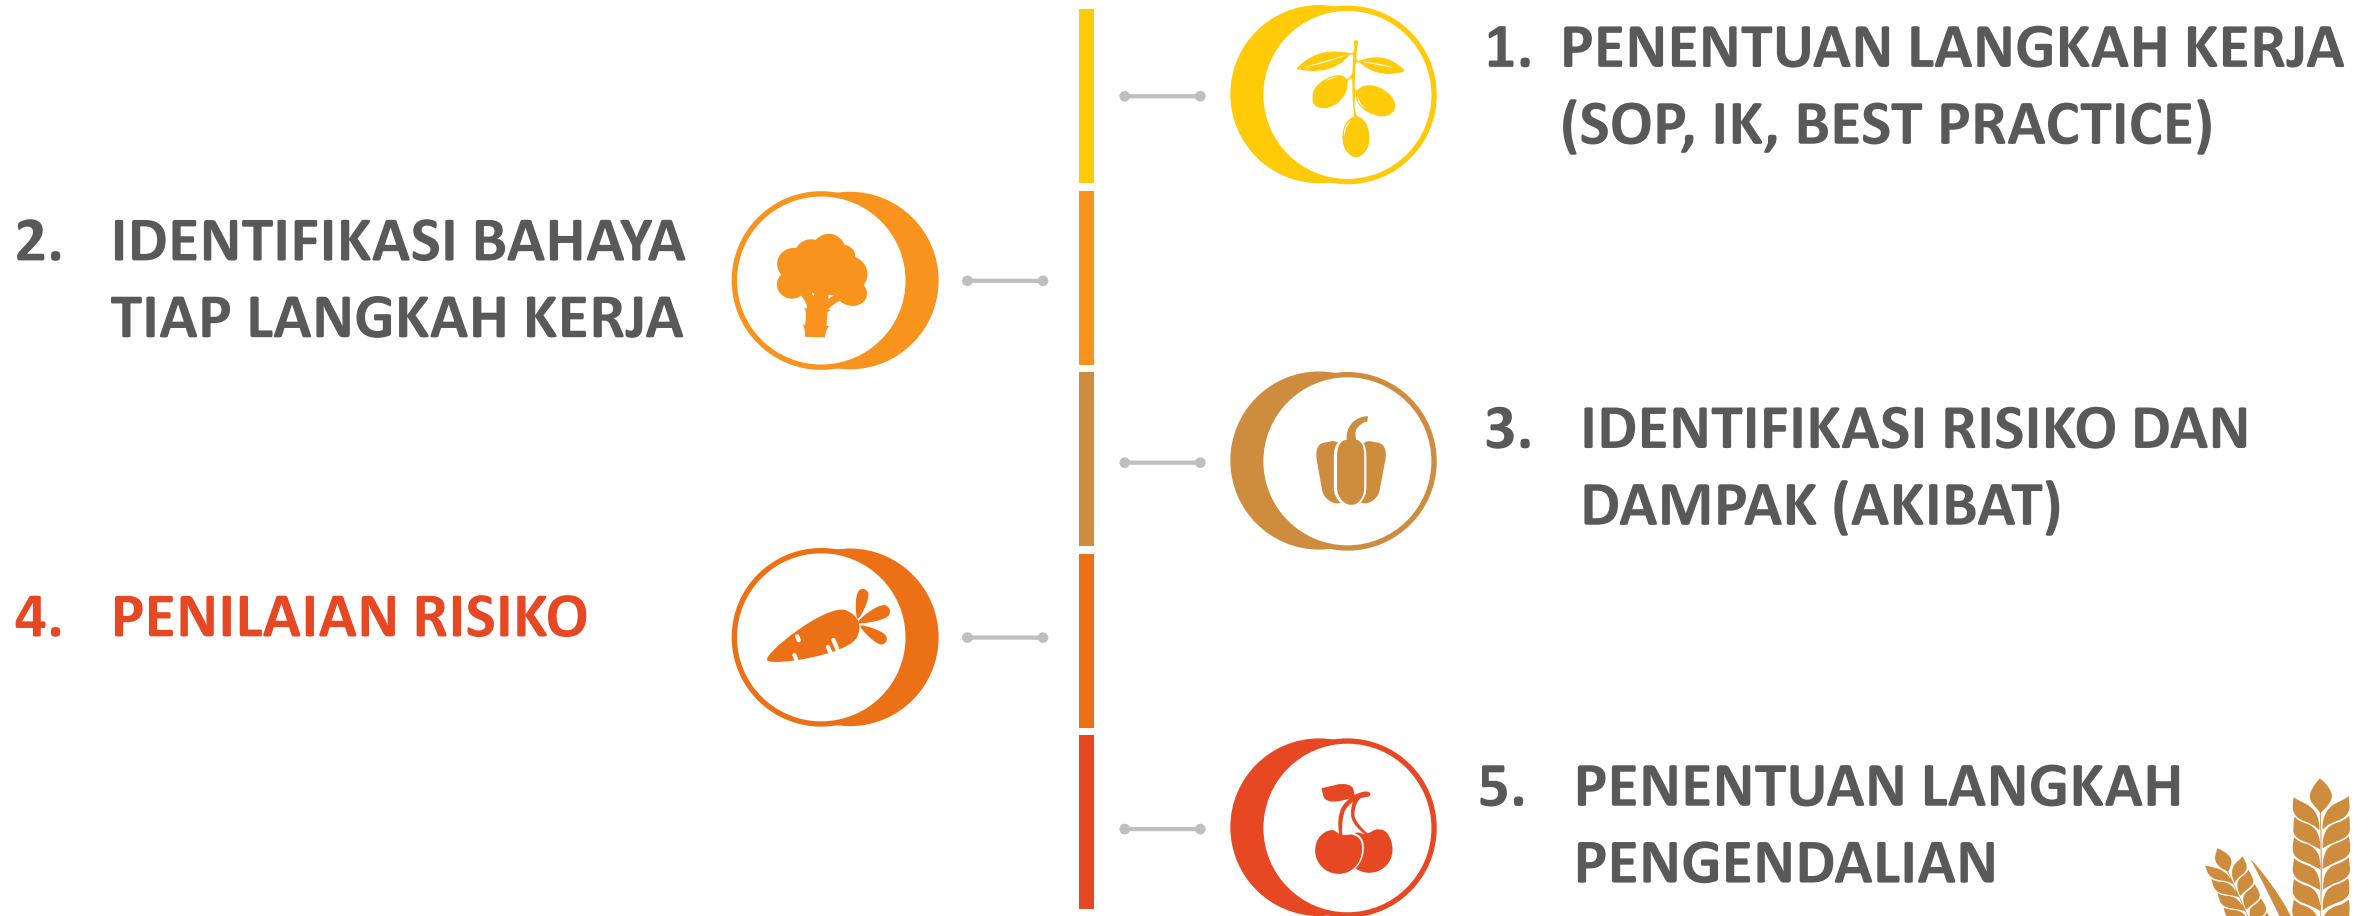 1. PENENTUAN LANGKAH KERJA
(SOP, IK, BEST PRACTICE)
2. IDENTIFIKASI BAHAYA
TIAP LANGKAH KERJA
3. IDENTIFIKASI RISIKO DAN
DAMPAK (AKIBAT)
4. PENILAIAN RISIKO
5. PENENTUAN LANGKAH
PENGENDALIAN